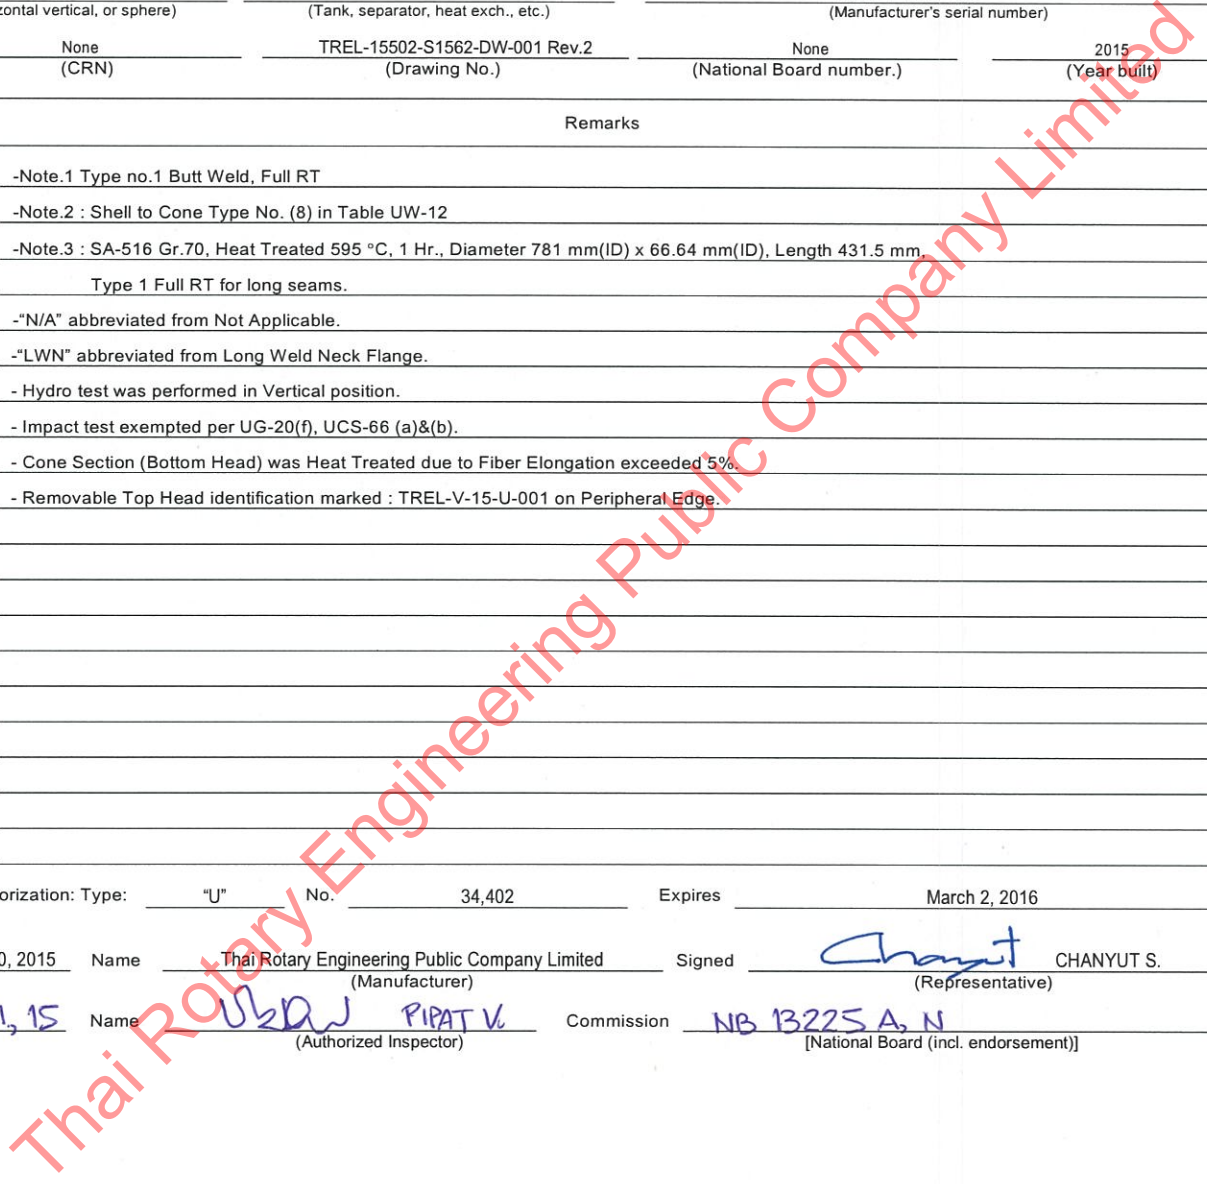 zontal vertical, or sphere) (Tank, separator, heat exch., etc.) (Manufacturer's serial number)
None TREL-15502-S1562-DW-001 Rev.2 None 2015
(CRN) (Drawing No.) (National Board number.) (Year built)
Remarks
-Note.1 Type no.1 Butt Weld, Full RT
-Note.2 : Shell to Cone Type No. (8) in Table UW-12
-Note.3 : SA-516 Gr.70, Heat Treated 595 °C, 1 Hr., Diameter 781 mm(ID) x 66.64 mm(ID), Length 431.5 mm,
Type 1 Full RT for long seams.
-“N/A” abbreviated from Not Applicable.
-“LWN” abbreviated from Long Weld Neck Flange.
- Hydro test was performed in Vertical position.
- Impact test exempted per UG-20(f), UCS-66 (a)&(b).
- Cone Section (Bottom Head) was Heat Treated due to Fiber Elongation exceeded 5%.
- Removable Top Head identification marked : TREL-V-15-U-001 on Peripheral Edge.
orization: Type: “U” No. 34,402 Expires March 2, 2016
0, 2015 Name Thai Rotary Engineering Public Company Limited Signed Chanyut CHANYUT S.
(Manufacturer) (Representative)
1, 15 Name PIPAT V. Commission NB 13225 A, N
(Authorized Inspector) [National Board (incl. endorsement)]
Thai Rotary Engineering Public Company Limited